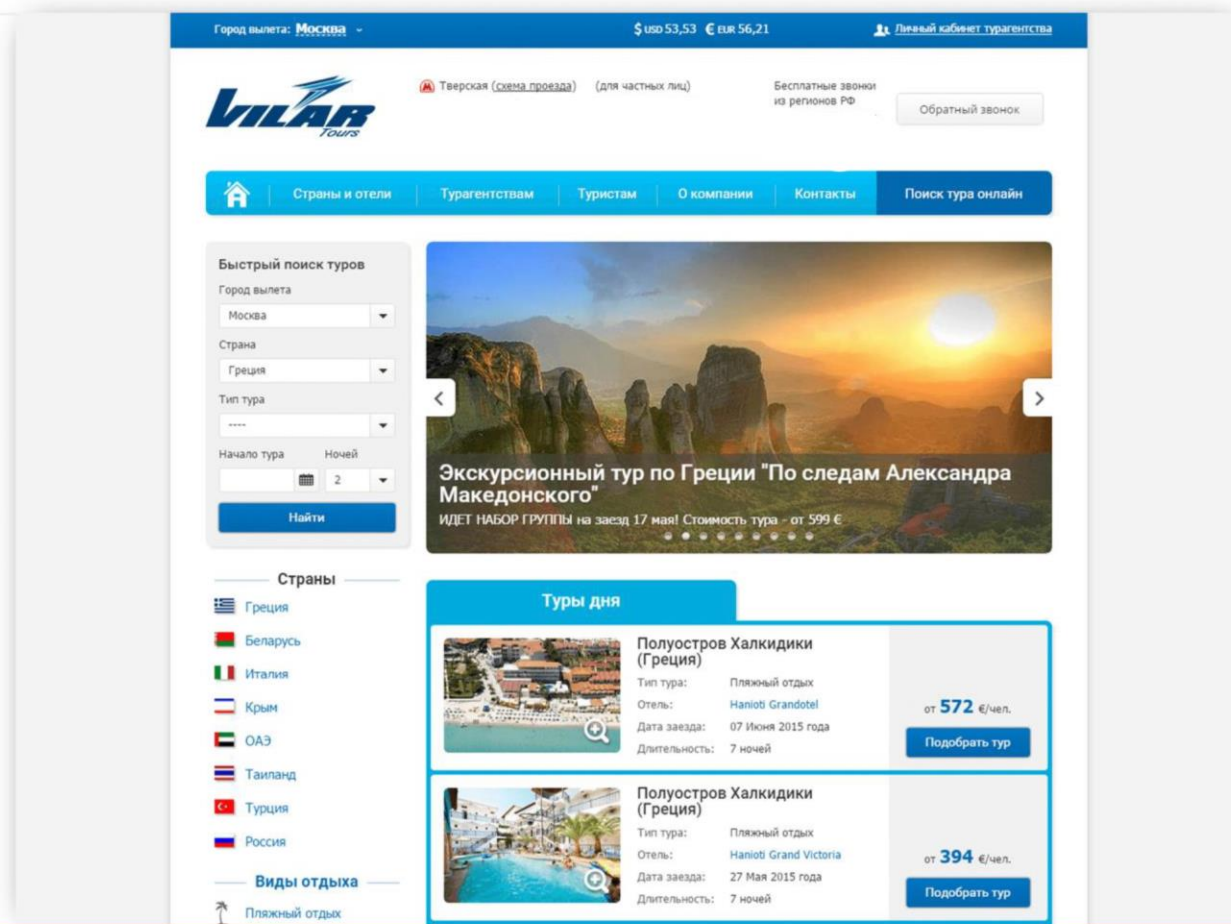 Город вылета: Москва
$ USD 53,53 € EUR 56,21
Личный кабинет турагентства
VILAR
Tours
Тверская (схема проезда) (для частных лиц)
Бесплатные звонки
из регионов РФ
Обратный звонок
Страны и отели
Турагентствам
Туристам
О компании
Контакты
Поиск тура онлайн
Быстрый поиск туров
Город вылета
Москва
Страна
Греция
Тип тура
----
Начало тура Ночей
2
Найти
Экскурсионный тур по Греции "По следам Александра
Македонского"
ИДЕТ НАБОР ГРУППЫ на заезд 17 мая! Стоимость тура - от 599 €
Страны
Греция
Беларусь
Италия
Крым
ОАЭ
Таиланд
Турция
Россия
Виды отдыха
Пляжный отдых
Туры дня
Полуостров Халкидики
(Греция)
Тип тура: Пляжный отдых
Отель: Hanioti Grandotel
Дата заезда: 07 Июня 2015 года
Длительность: 7 ночей
от 572 €/чел.
Подобрать тур
Полуостров Халкидики
(Греция)
Тип тура: Пляжный отдых
Отель: Hanioti Grand Victoria
Дата заезда: 27 Мая 2015 года
Длительность: 7 ночей
от 394 €/чел.
Подобрать тур